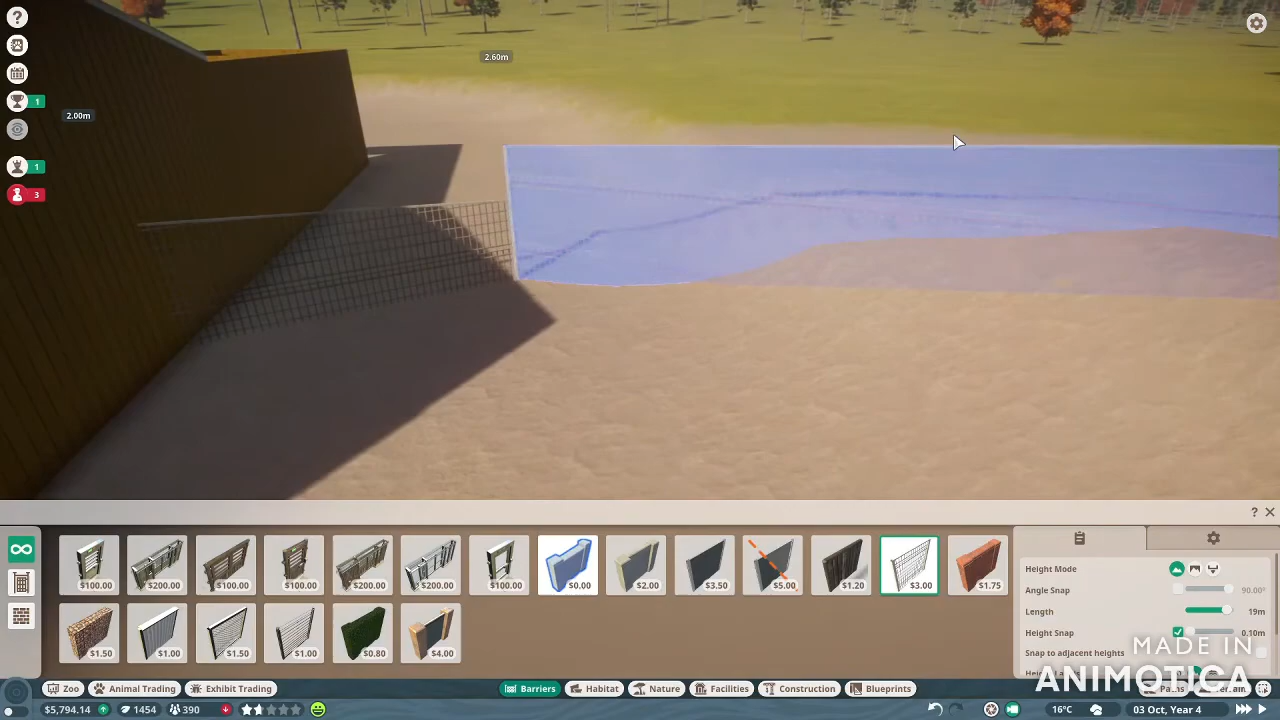 2.60m
2.00m
1
1
3
?
$100.00
$200.00
$100.00
$100.00
$200.00
$200.00
$100.00
$0.00
$2.00
$3.50
$5.00
$1.20
$3.00
$1.75
$1.50
$1.00
$1.50
$1.00
$0.80
$4.00
Height Mode
Angle Snap 90.00°
Length 19m
Height Snap 0.10m
Snap to adjacent heights
MADE IN
ANIMOTICA
Zoo Animal Trading Exhibit Trading Barriers Habitat Nature Facilities Construction Blueprints Paths
$5,794.14 1454 390 16°C 03 Oct, Year 4